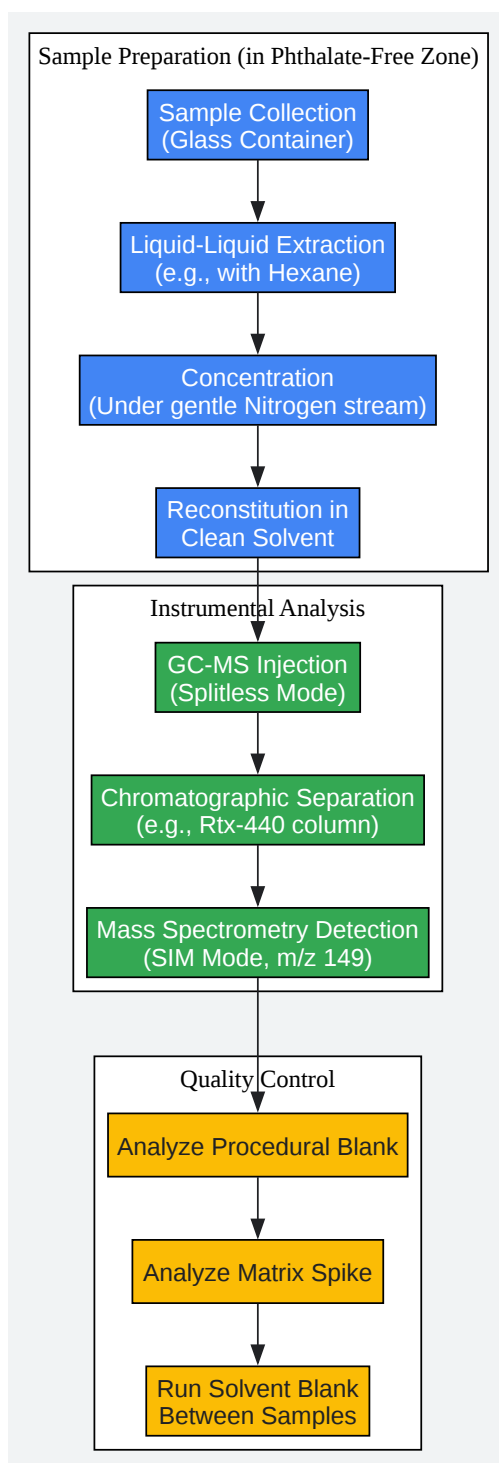 Sample Preparation (in Phthalate-Free Zone)
Sample Collection
(Glass Container)
Liquid-Liquid Extraction
(e.g., with Hexane)
Concentration
(Under gentle Nitrogen stream)
Reconstitution in
Clean Solvent
Instrumental Analysis
GC-MS Injection
(Splitless Mode)
Chromatographic Separation
(e.g., Rtx-440 column)
Mass Spectrometry Detection
(SIM Mode, m/z 149)
Quality Control
Analyze Procedural Blank
Analyze Matrix Spike
Run Solvent Blank
Between Samples